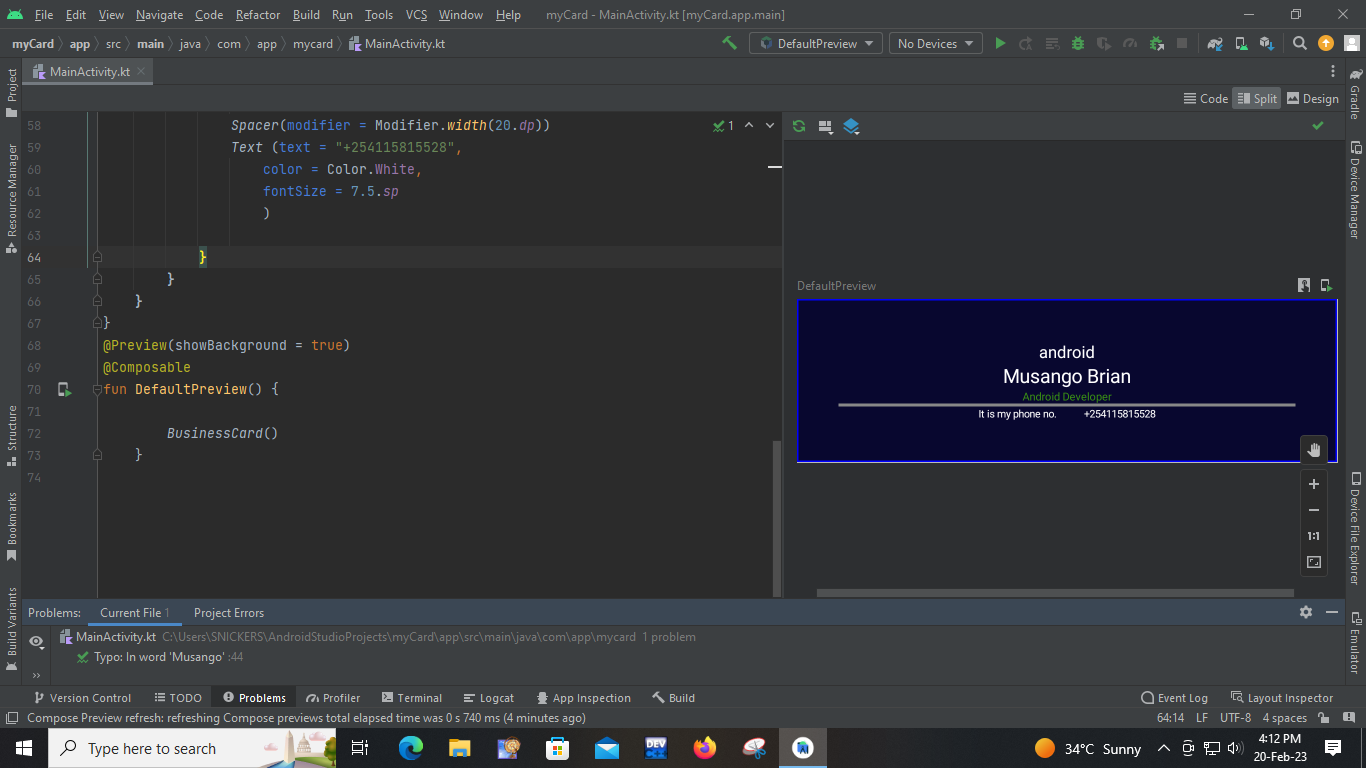 File Edit View Navigate Code Refactor Build Run Tools VCS Window Help myCard - MainActivity.kt [myCard.app.main]
myCard app src main java com app mycard MainActivity.kt DefaultPreview No Devices
MainActivity.kt
Code Split Design
Project
Resource Manager
Structure
Bookmarks
Build Variants
58 Spacer(modifier = Modifier.width(20.dp)) 1
59 Text (text = "+254115815528",
60 color = Color.White,
61 fontSize = 7.5.sp
62 )
63
64 }
65 }
66 }
67 }
68 @Preview(showBackground = true)
69 @Composable
70 fun DefaultPreview() {
71
72 BusinessCard()
73 }
74
DefaultPreview
android
Musango Brian
Android Developer
It is my phone no. +254115815528
1:1
Gradle
Device Manager
Device File Explorer
Emulator
Problems: Current File 1 Project Errors
MainActivity.kt C:\Users\SNICKERS\AndroidStudioProjects\myCard\app\src\main\java\com\app\mycard 1 problem
Typo: In word 'Musango' :44
Version Control TODO Problems Profiler Terminal Logcat App Inspection Build Event Log Layout Inspector
Compose Preview refresh: refreshing Compose previews total elapsed time was 0 s 740 ms (4 minutes ago) 64:14 LF UTF-8 4 spaces
Type here to search DEV 34°C Sunny 4:12 PM
20-Feb-23